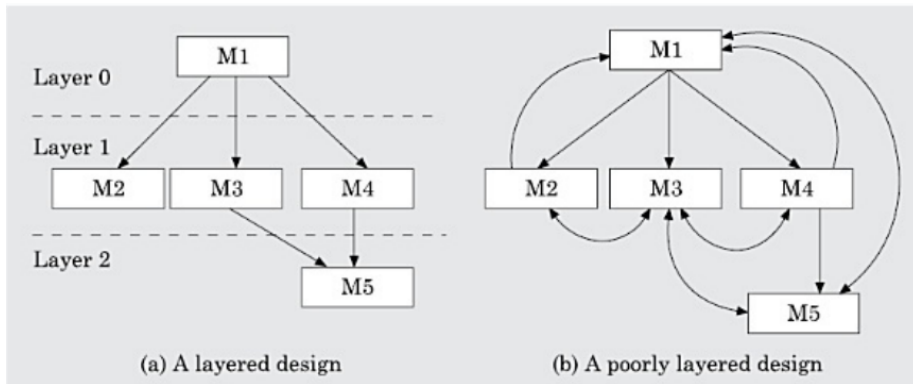 M1
Layer 0
Layer 1
M2 M3 M4
Layer 2
M5
(a) A layered design
M1
M2 M3 M4
M5
(b) A poorly layered design